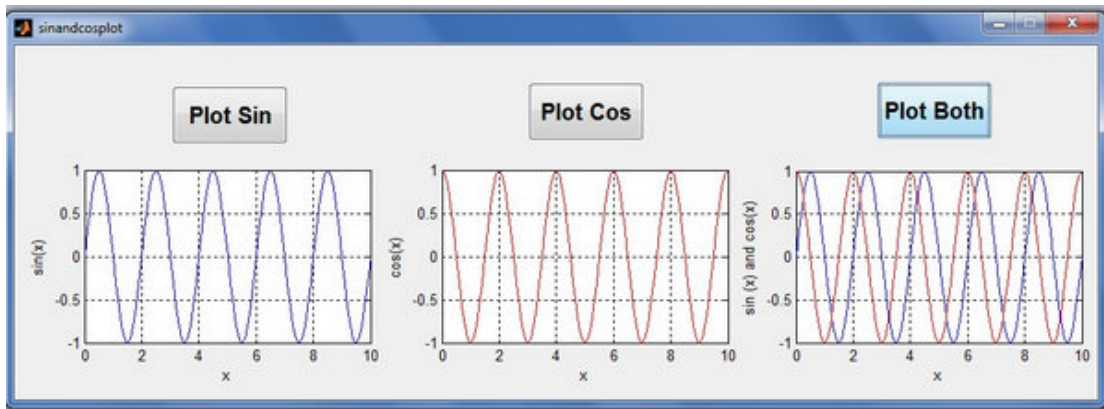 sinandcosplot
Plot Sin
Plot Cos
Plot Both
1
0.5
0
-0.5
-1
sin(x)
0 2 4 6 8 10
x
1
0.5
0
-0.5
-1
cos(x)
0 2 4 6 8 10
x
1
0.5
0
-0.5
-1
sin (x) and cos(x)
0 2 4 6 8 10
x